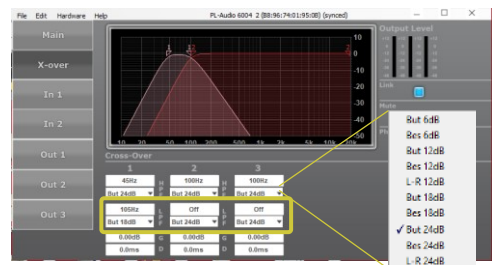 File Edit Hardware Help
PL-Audio 6004 2 (88:96:74:01:95:08) (synced)
Main
X-over
In 1
In 2
Out 1
Out 2
Out 3
10
0
-10
-20
-30
-40
-50
10 20 50 100 200 500 1k 2k 5k 10k 20k
Output Level
Link
Mute
Cross-Over
1 2 3
45Hz 100Hz 100Hz
But 24dB But 24dB But 24dB
105Hz Off Off
But 18dB But 24dB But 24dB
0.00dB 0.00dB 0.00dB
0.0ms 0.0ms 0.0ms
But 6dB
Bes 6dB
But 12dB
Bes 12dB
L-R 12dB
But 18dB
Bes 18dB
✓ But 24dB
Bes 24dB
L-R 24dB